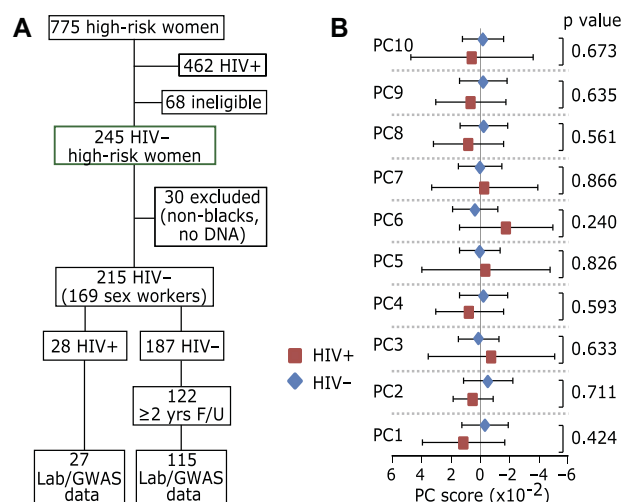 A
775 high-risk women
462 HIV+
68 ineligible
245 HIV–
high-risk women
30 excluded
(non-blacks,
no DNA)
215 HIV–
(169 sex workers)
28 HIV+
187 HIV–
122
≥2 yrs F/U
27
Lab/GWAS
data
115
Lab/GWAS
data
HIV+
HIV–
B
p value
PC10
0.673
PC9
0.635
PC8
0.561
PC7
0.866
PC6
0.240
PC5
0.826
PC4
0.593
PC3
0.633
PC2
0.711
PC1
0.424
6 4 2 0 –2 –4 –6
PC score (x10⁻²)